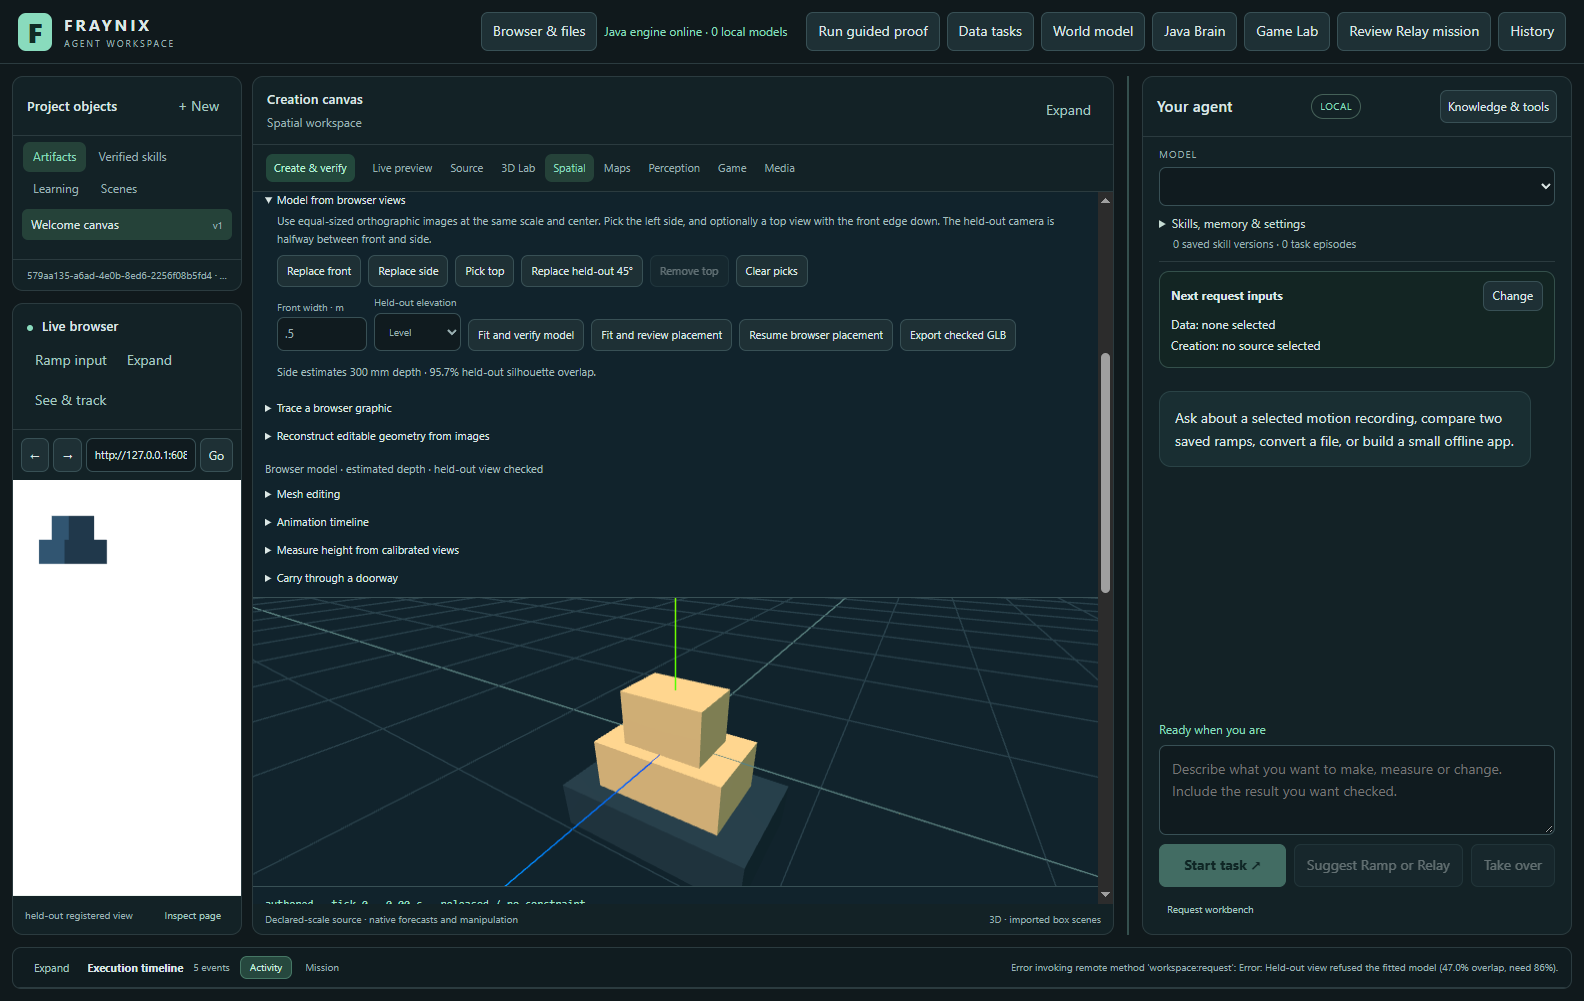 F FRAYNIX
AGENT WORKSPACE
Browser & files
Java engine online · 0 local models
Run guided proof
Data tasks
World model
Java Brain
Game Lab
Review Relay mission
History
Project objects
+ New
Artifacts
Verified skills
Learning
Scenes
Welcome canvas
v1
579aa135-a6ad-4e0b-8ed6-2256f08b5fd4 · ...
Live browser
Ramp input
Expand
See & track
← → http://127.0.0.1:608 Go
held-out registered view
Inspect page
Creation canvas
Spatial workspace
Expand
Create & verify
Live preview
Source
3D Lab
Spatial
Maps
Perception
Game
Media
Model from browser views
Use equal-sized orthographic images at the same scale and center. Pick the left side, and optionally a top view with the front edge down. The held-out camera is
halfway between front and side.
Replace front
Replace side
Pick top
Replace held-out 45°
Remove top
Clear picks
Front width · m
Held-out elevation
.5
Level
Fit and verify model
Fit and review placement
Resume browser placement
Export checked GLB
Side estimates 300 mm depth · 95.7% held-out silhouette overlap.
Trace a browser graphic
Reconstruct editable geometry from images
Browser model · estimated depth · held-out view checked
Mesh editing
Animation timeline
Measure height from calibrated views
Carry through a doorway
authored · tick 0 · 0.00 s · released / no constraint
Declared-scale source · native forecasts and manipulation
3D · imported box scenes
Your agent
LOCAL
Knowledge & tools
MODEL
Skills, memory & settings
0 saved skill versions · 0 task episodes
Next request inputs
Change
Data: none selected
Creation: no source selected
Ask about a selected motion recording, compare two
saved ramps, convert a file, or build a small offline app.
Ready when you are
Describe what you want to make, measure or change.
Include the result you want checked.
Start task ↗
Suggest Ramp or Relay
Take over
Request workbench
Expand
Execution timeline
5 events
Activity
Mission
Error invoking remote method 'workspace:request': Error: Held-out view refused the fitted model (47.0% overlap, need 86%).